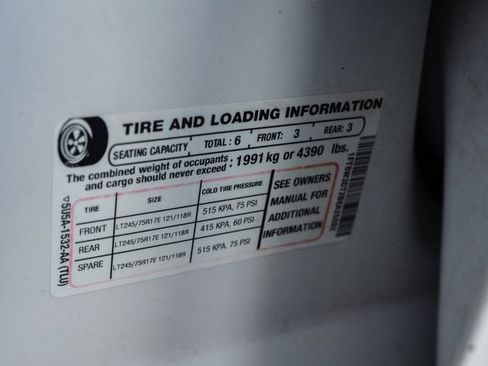 TIRE AND LOADING INFORMATION
SEATING CAPACITY TOTAL: 6 FRONT: 3 REAR: 3
The combined weight of occupants : 1991 kg or 4390 lbs.
and cargo should never exceed
TIRE SIZE COLD TIRE PRESSURE
FRONT LT245/75R17E 121/118R 515 KPA, 75 PSI
REAR LT245/75R17E 121/118R 415 KPA, 60 PSI
SPARE LT245/75R17E 121/118R 515 KPA, 75 PSI
SEE OWNERS
MANUAL FOR
ADDITIONAL
INFORMATION
5U5A-1532-AA (TLU)